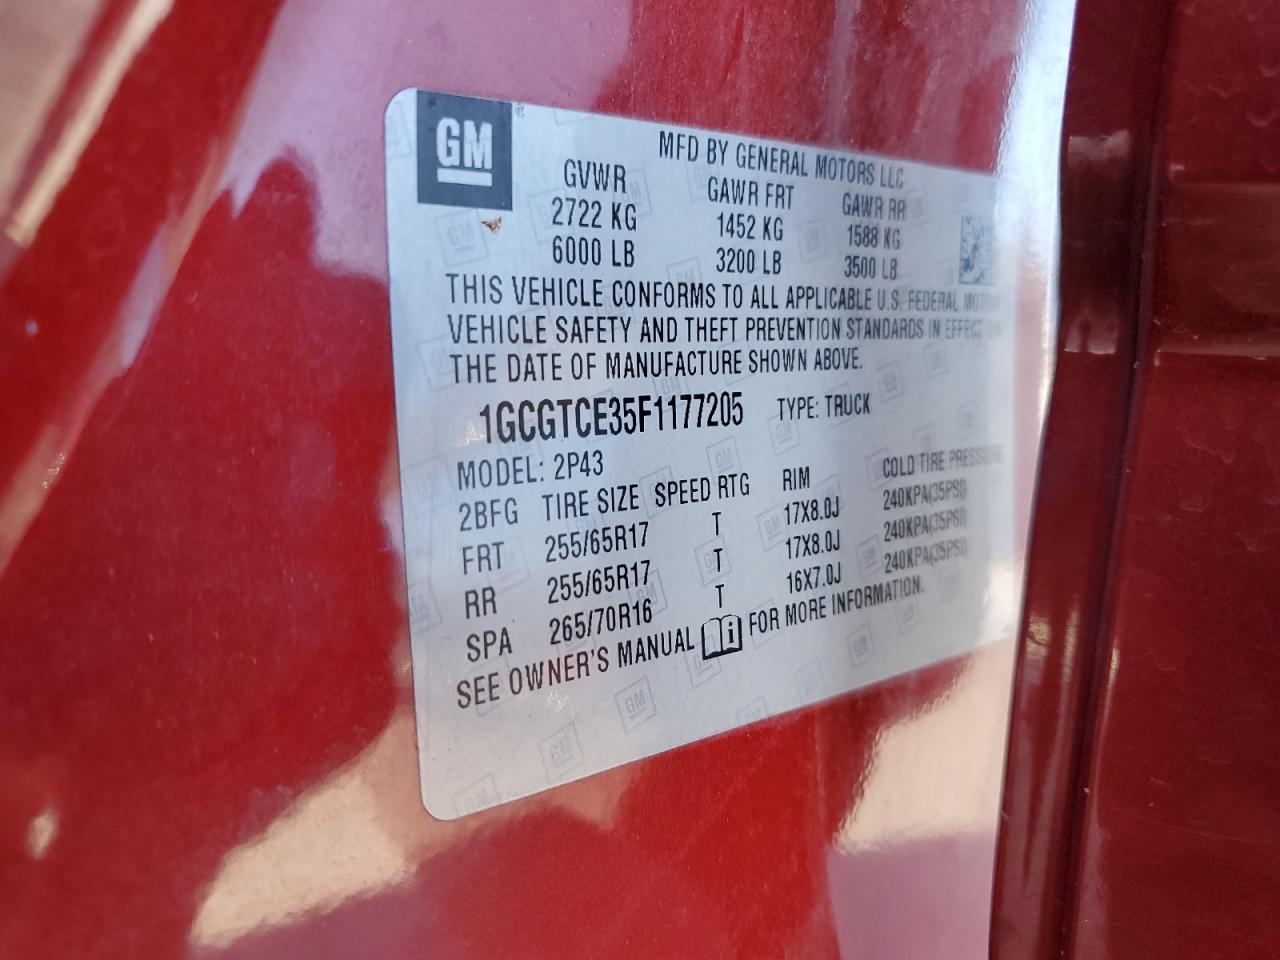 GM
MFD BY GENERAL MOTORS LLC
GVWR GAWR FRT GAWR RR
2722 KG 1452 KG 1588 KG
6000 LB 3200 LB 3500 LB
THIS VEHICLE CONFORMS TO ALL APPLICABLE U.S. FEDERAL MOTOR
VEHICLE SAFETY AND THEFT PREVENTION STANDARDS IN EFFECT ON
THE DATE OF MANUFACTURE SHOWN ABOVE.
1GCGTCE35F1177205 TYPE: TRUCK
MODEL: 2P43
2BFG TIRE SIZE SPEED RTG RIM COLD TIRE PRESSURE
FRT 255/65R17 T 17X8.0J 240KPA(35PSI)
RR 255/65R17 T 17X8.0J 240KPA(35PSI)
SPA 265/70R16 T 16X7.0J 240KPA(35PSI)
SEE OWNER'S MANUAL FOR MORE INFORMATION.